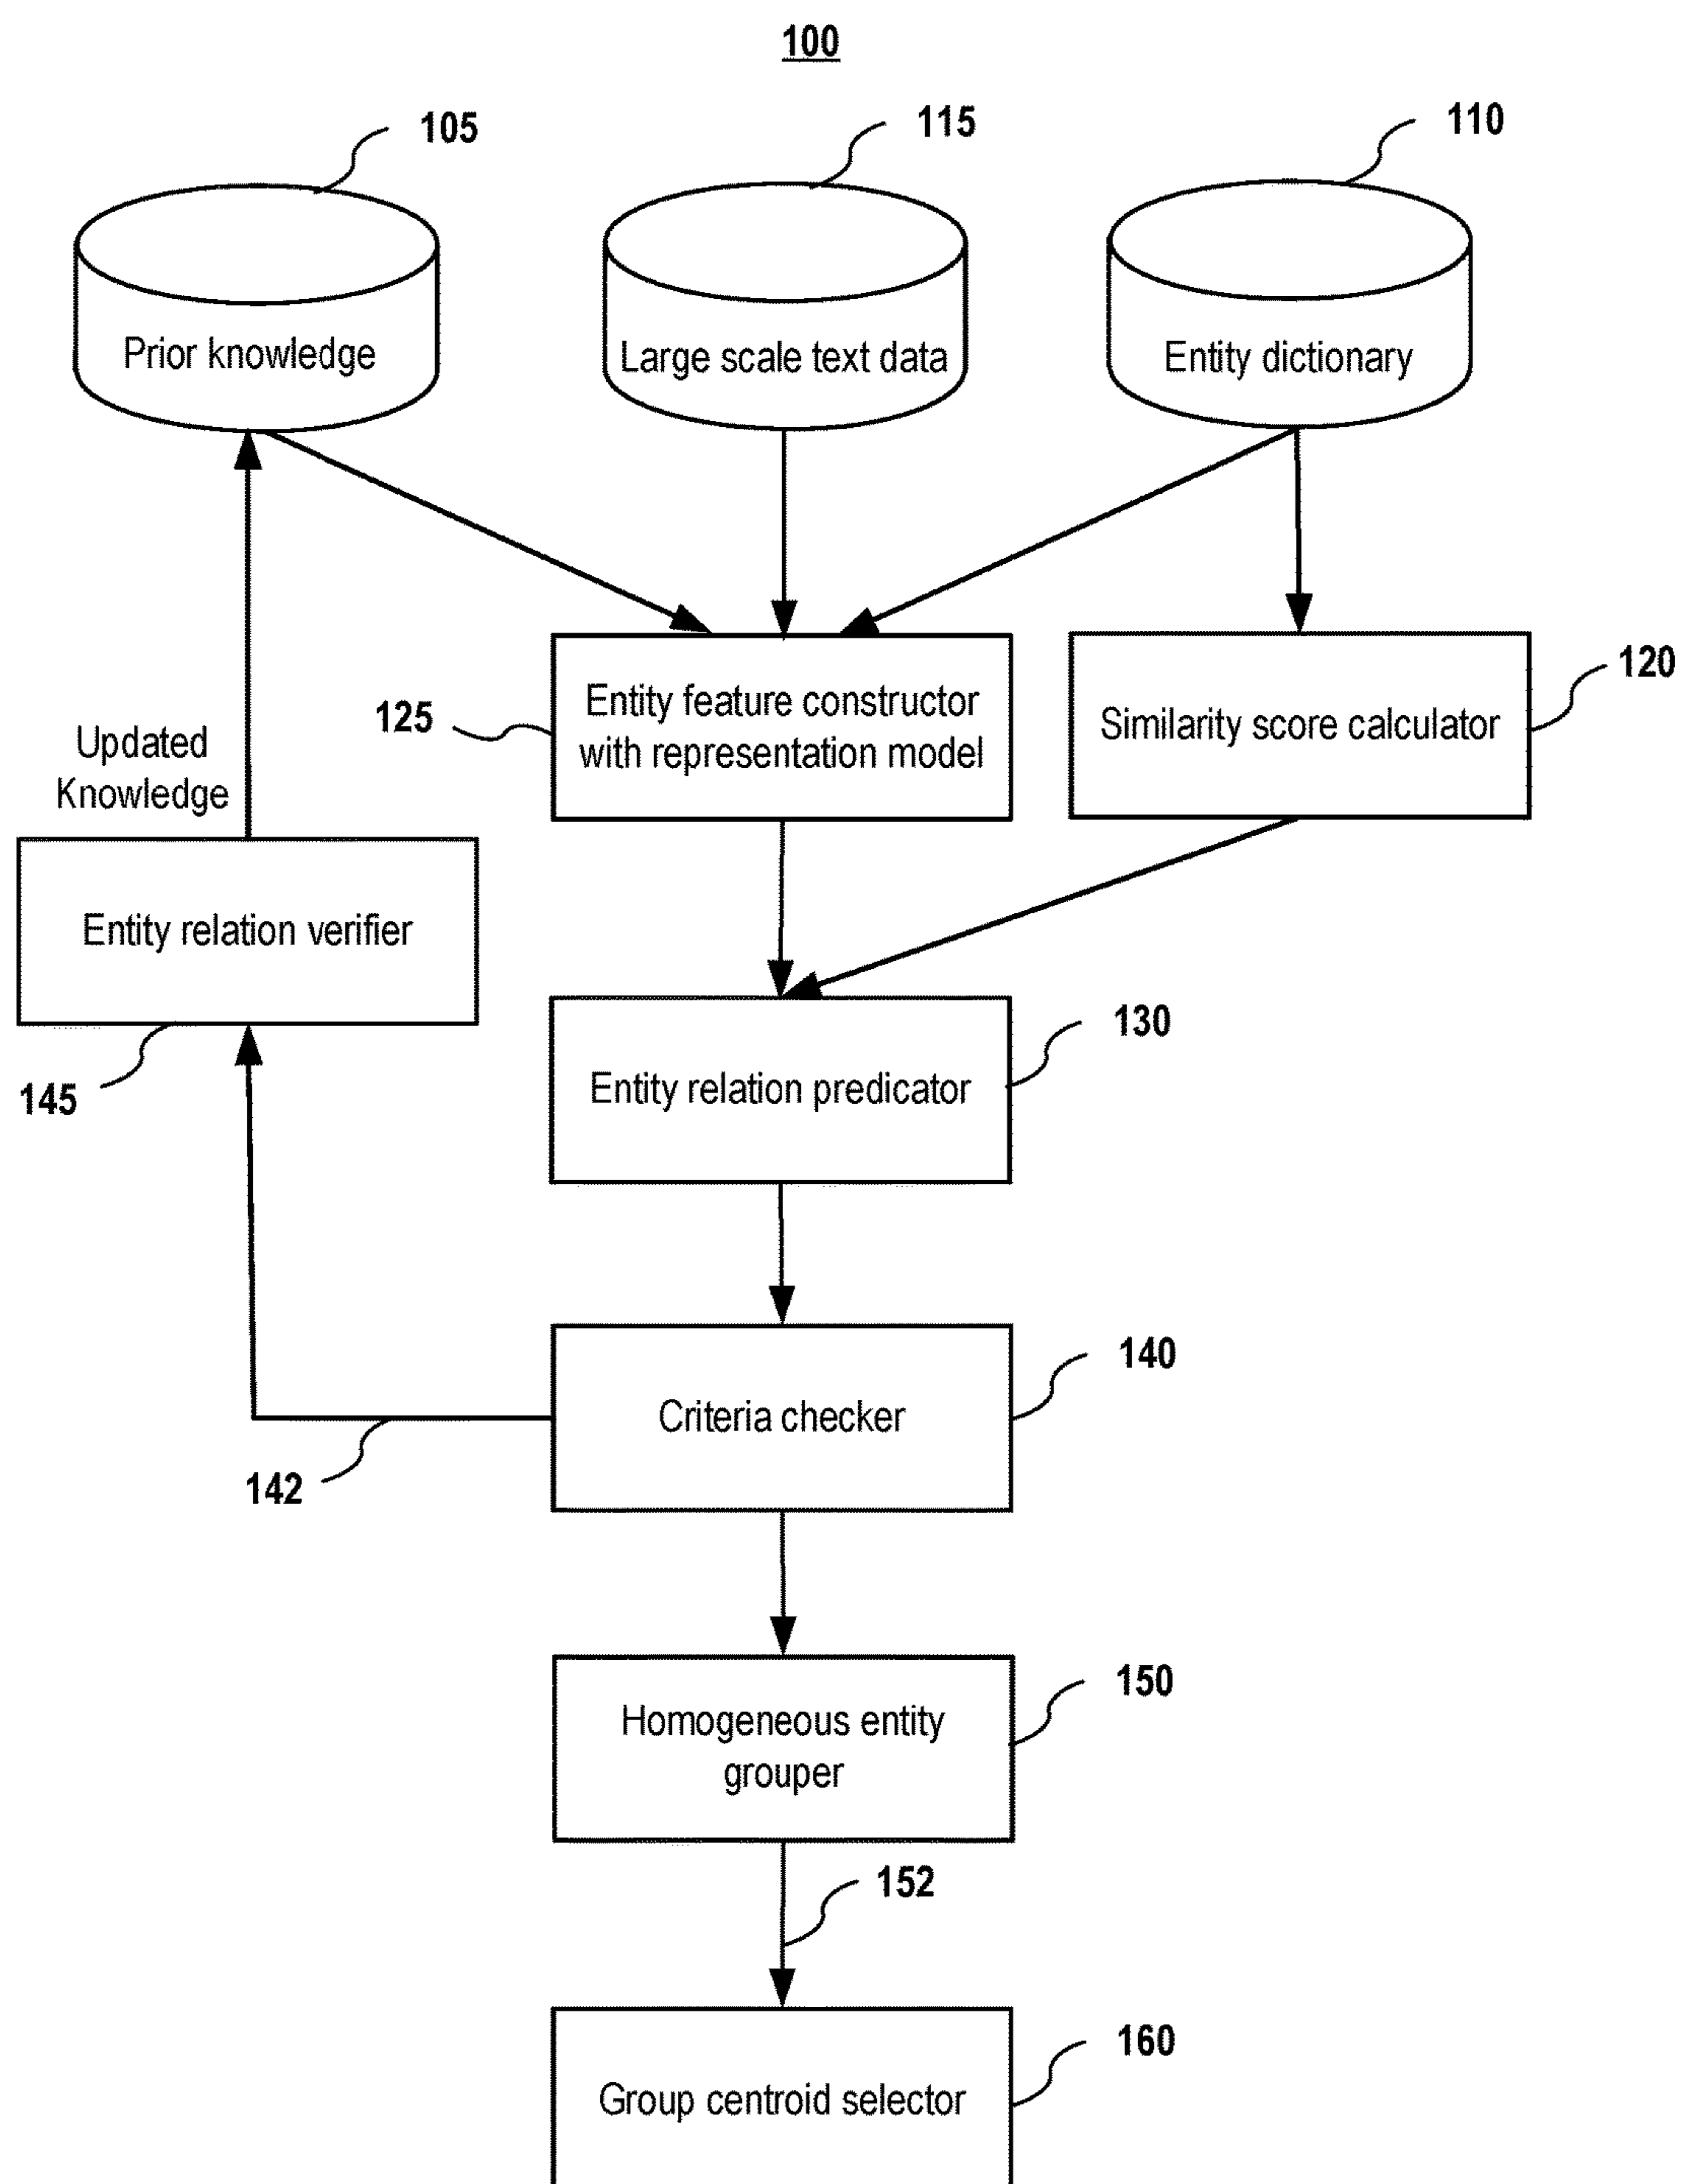 100
105
115
110
Prior knowledge
Large scale text data
Entity dictionary
125
Entity feature constructor
with representation model
Similarity score calculator
120
Updated
Knowledge
Entity relation verifier
145
Entity relation predicator
130
Criteria checker
140
142
Homogeneous entity
grouper
150
152
Group centroid selector
160